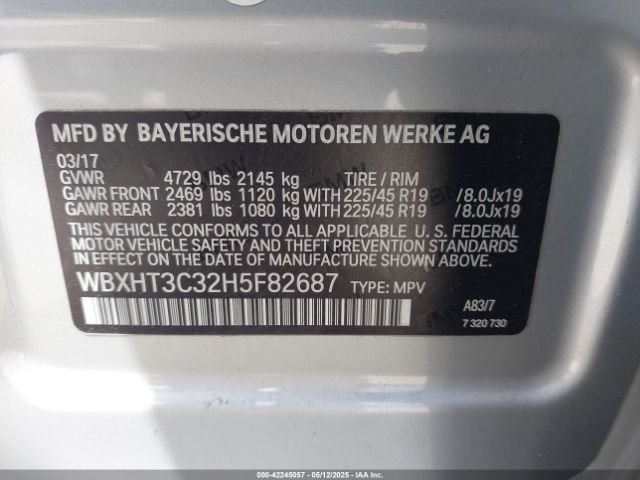 MFD BY BAYERISCHE MOTOREN WERKE AG
03/17
GVWR 4729 lbs 2145 kg TIRE / RIM
GAWR FRONT 2469 lbs 1120 kg WITH 225/45 R19 /8.0Jx19
GAWR REAR 2381 lbs 1080 kg WITH 225/45 R19 /8.0Jx19
THIS VEHICLE CONFORMS TO ALL APPLICABLE U. S. FEDERAL
MOTOR VEHICLE SAFETY, BUMPER, AND THEFT PREVENTION STANDARDS
IN EFFECT ON THE DATE OF MANUFACTURE SHOWN ABOVE.
WBXHT3C32H5F82687 TYPE: MPV
A83/7
7 320 730
000-42245057 - 05/12/2025 - IAAI.COM